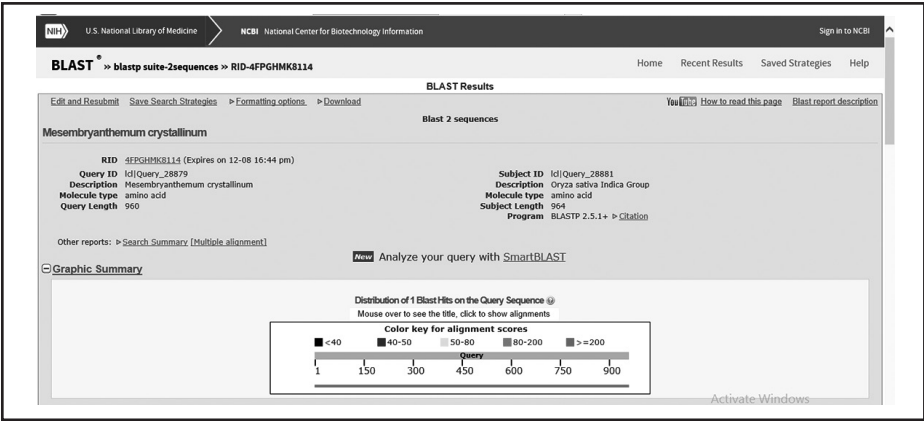 NIH U.S. National Library of Medicine NCBI National Center for Biotechnology Information Sign in to NCBI
BLAST ® » blastp suite-2sequences » RID-4FPGHMK8114 Home Recent Results Saved Strategies Help
BLAST Results
Edit and Resubmit Save Search Strategies ▹Formatting options ▹Download YouTube How to read this page Blast report description
Blast 2 sequences
Mesembryanthemum crystallinum
RID 4FPGHMK8114 (Expires on 12-08 16:44 pm)
Query ID lcl|Query_28879 Subject ID lcl|Query_28881
Description Mesembryanthemum crystallinum Description Oryza sativa Indica Group
Molecule type amino acid Molecule type amino acid
Query Length 960 Subject Length 964
Program BLASTP 2.5.1+ ▹Citation
Other reports: ▹Search Summary [Multiple alignment]
New Analyze your query with SmartBLAST
Graphic Summary
Distribution of 1 Blast Hits on the Query Sequence
Mouse over to see the title, click to show alignments
Color key for alignment scores
<40 40-50 50-80 80-200 >=200
Query
1 150 300 450 600 750 900
Activate Windows